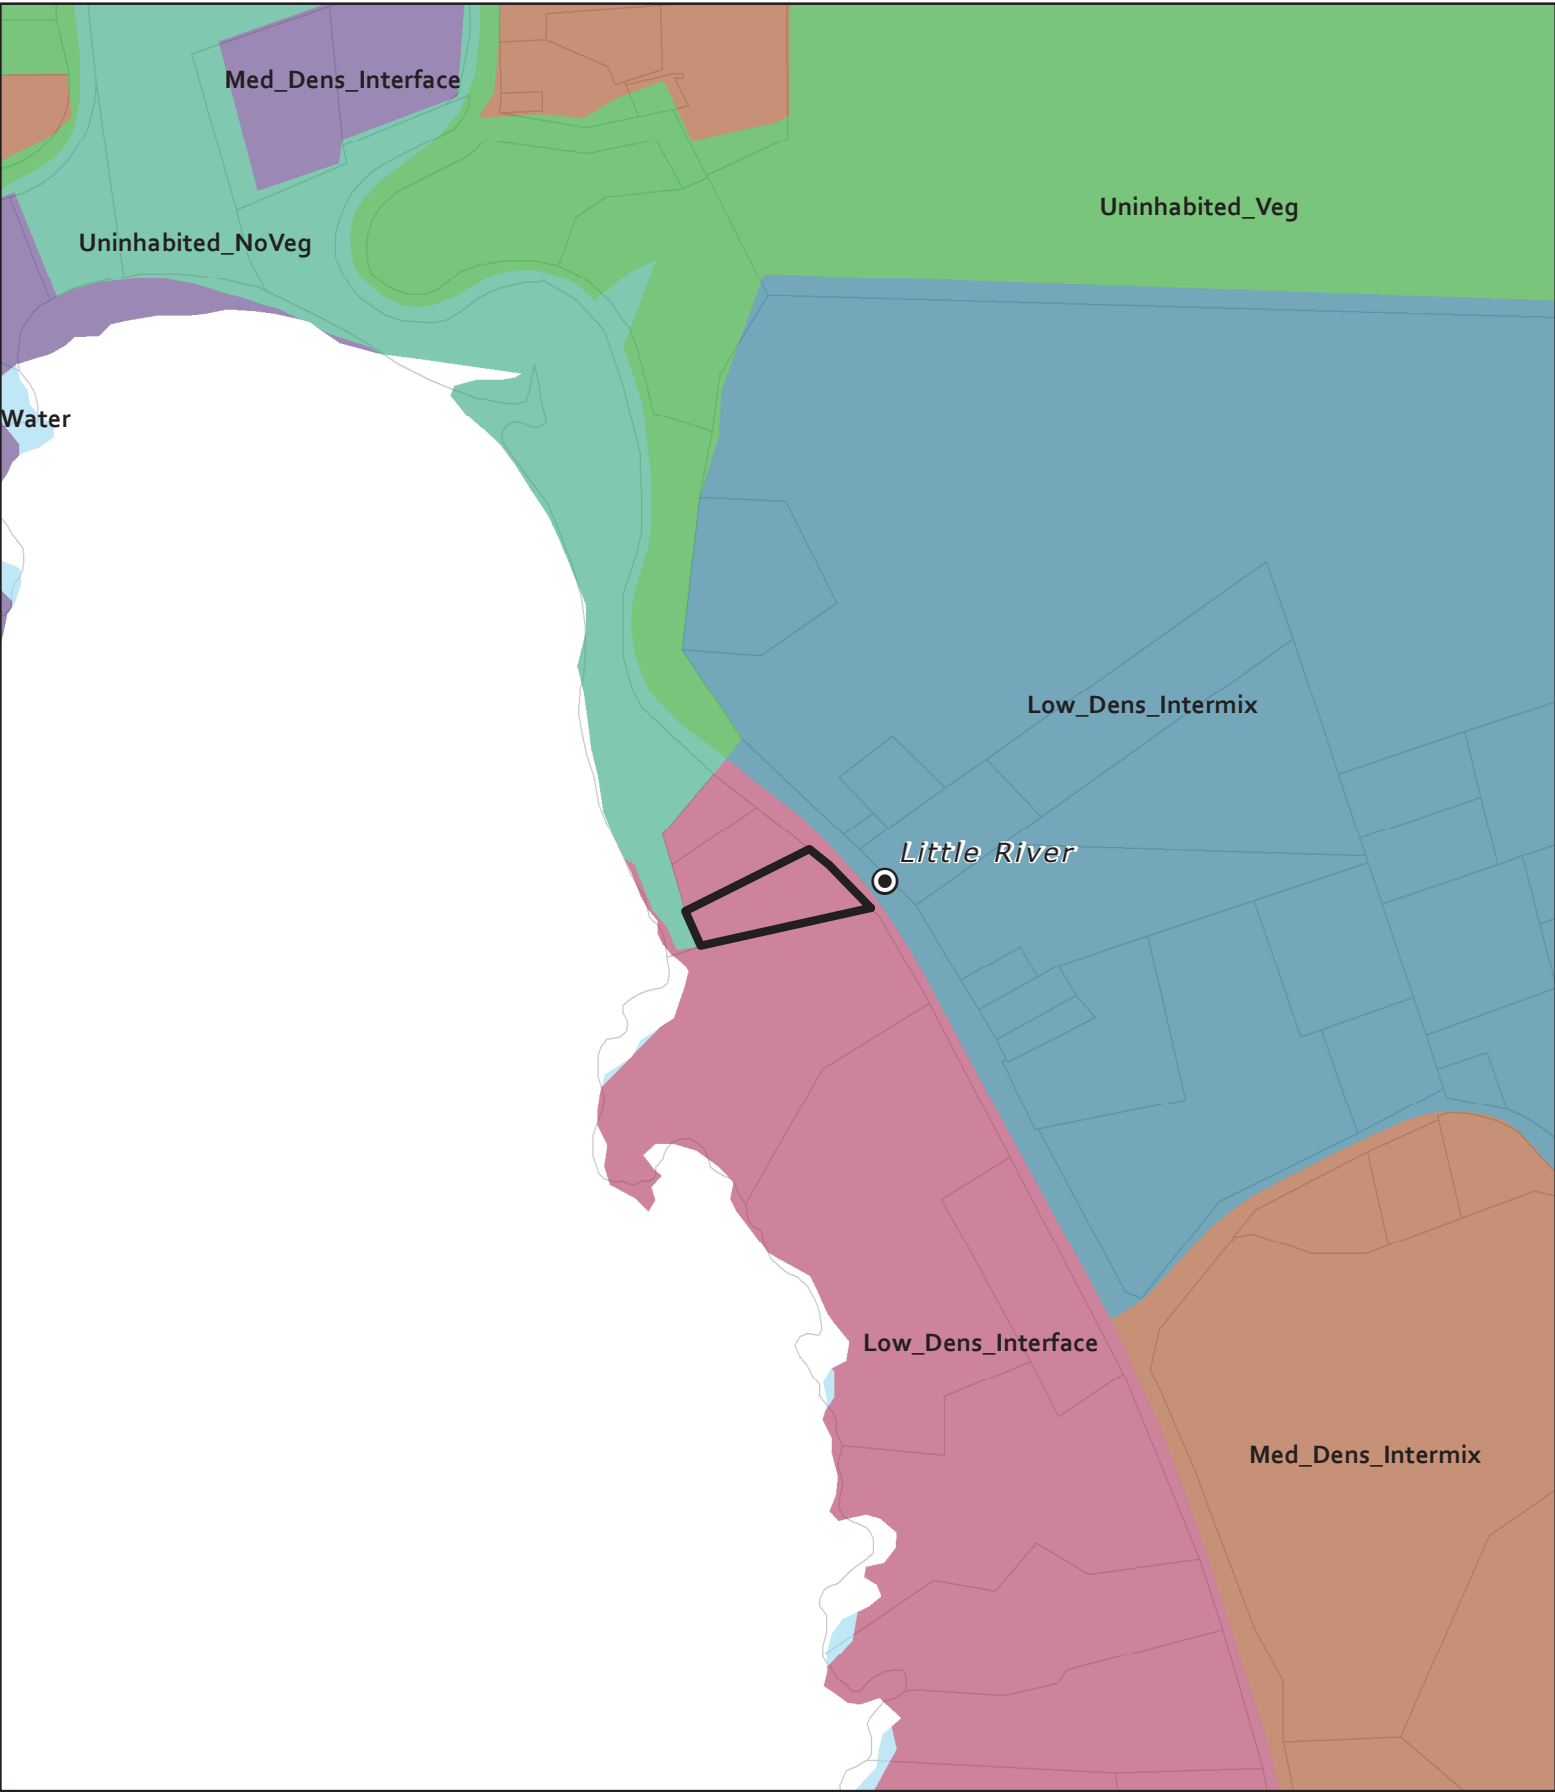 Med_Dens_Interface
Uninhabited_Veg
Uninhabited_NoVeg
Water
Low_Dens_Intermix
Little River
Low_Dens_Interface
Med_Dens_Intermix